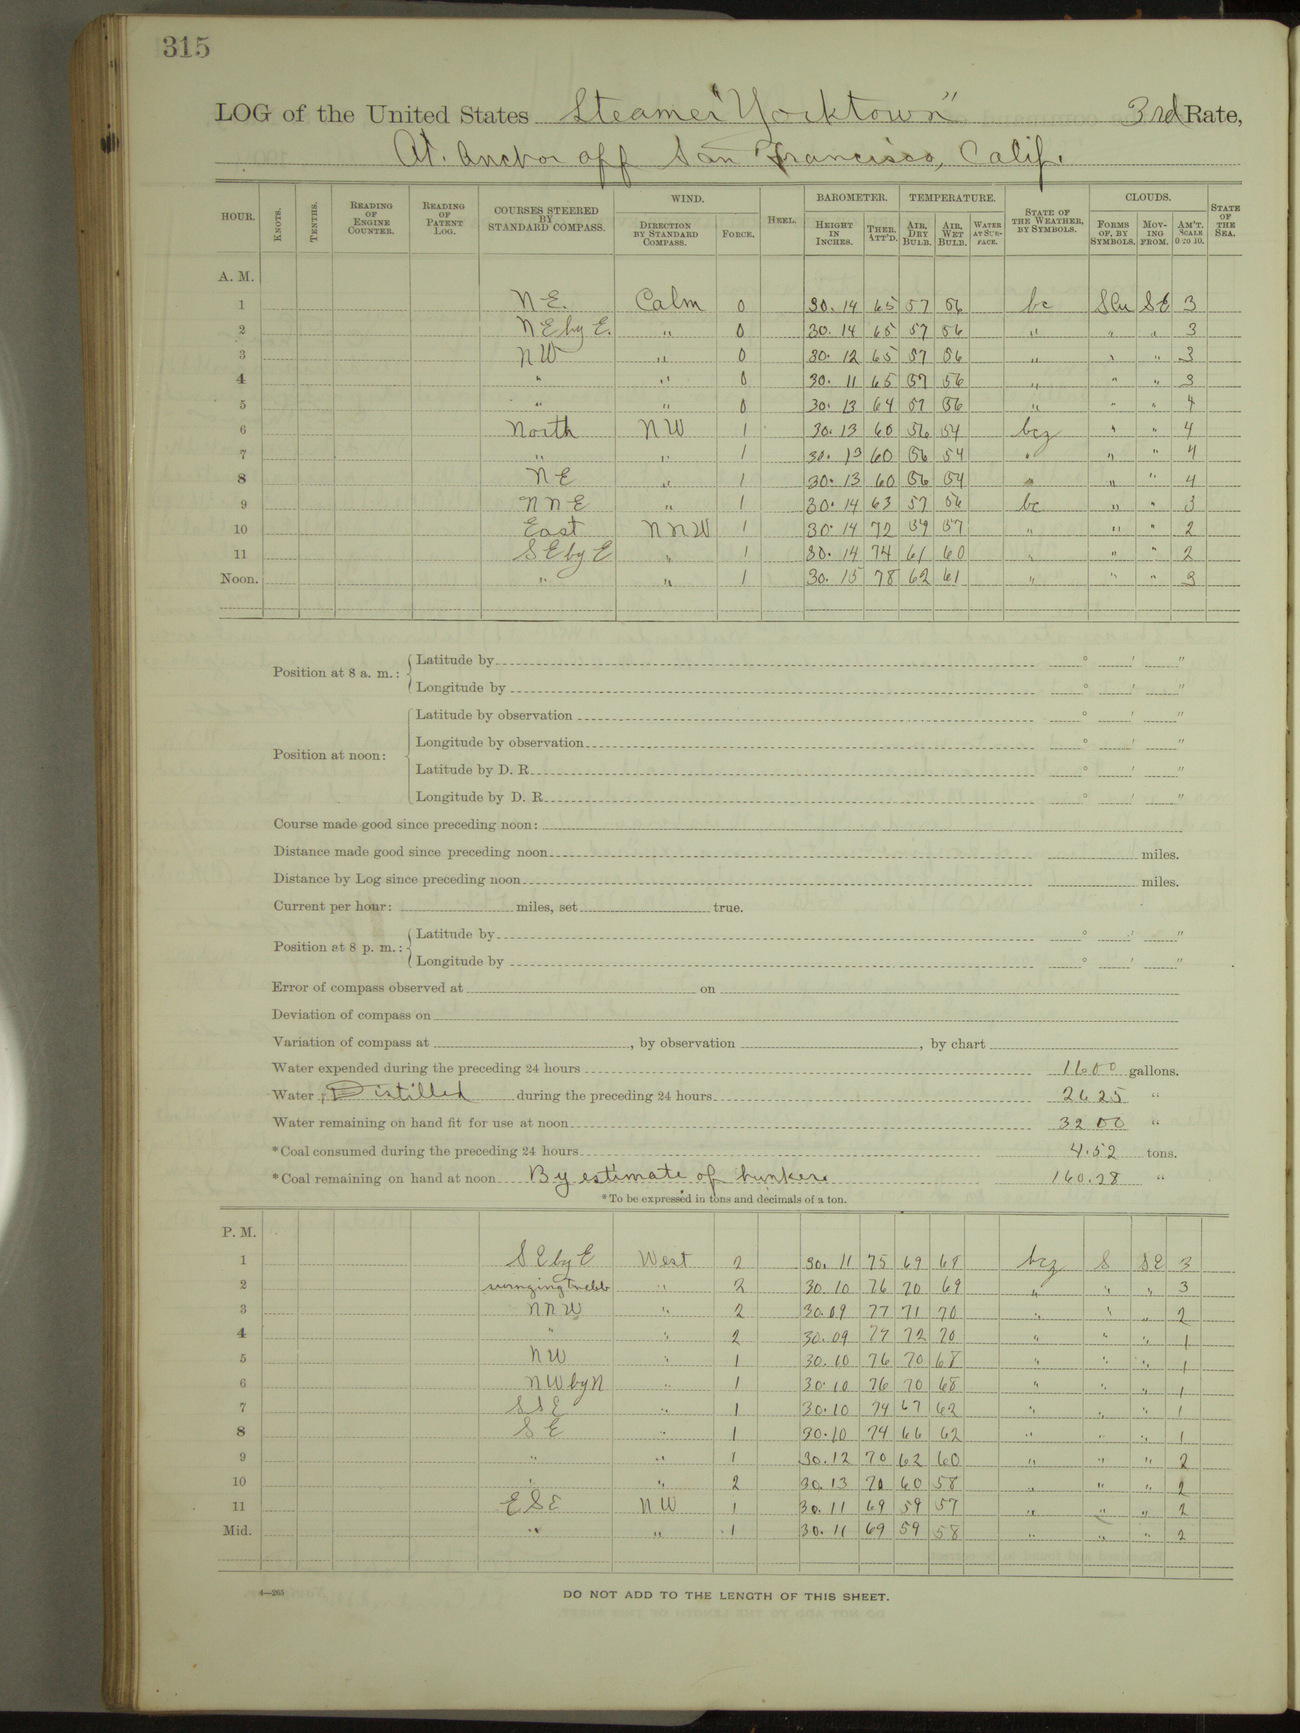 315
LOG of the United States Steamer "Yorktown" 3rd Rate,
At. anchor off San Francisco, Calif.
HOUR. KNOTS. TENTHS. READING OF ENGINE COUNTER. READING OF PATENT LOG. COURSES STEERED BY STANDARD COMPASS. WIND. DIRECTION BY STANDARD COMPASS. FORCE. HEEL. BAROMETER. HEIGHT IN INCHES. THER. ATT'D. TEMPERATURE. AIR, DRY BULB. AIR, WET BULB. WATER AT SURFACE. STATE OF THE WEATHER, BY SYMBOLS. CLOUDS. FORMS OF, BY SYMBOLS. MOVING FROM. AM'T, SCALE 0 TO 10. STATE OF THE SEA.
A. M.
1 NE. Calm 0 30.14 65 57 56 bc SCu SE 3
2 NE by E. " 0 30.14 65 57 56 " " " 3
3 NW " 0 30.12 65 57 56 " " " 3
4 " " 0 30.11 65 57 56 " " " 3
5 " " 0 30.13 64 57 56 " " " 4
6 North NW 1 30.13 60 56 54 bcz " " 4
7 " " 1 30.13 60 56 54 " " " 4
8 NE " 1 30.13 60 56 54 " " " 4
9 NNE " 1 30.14 63 57 56 bc " " 3
10 East NNW 1 30.14 72 59 57 " " " 2
11 SE by E " 1 30.14 74 61 60 " " " 2
Noon. " " 1 30.15 78 62 61 " " " 3
Position at 8 a. m.: Latitude by ° ′ ″
Longitude by ° ′ ″
Position at noon: Latitude by observation ° ′ ″
Longitude by observation ° ′ ″
Latitude by D. R. ° ′ ″
Longitude by D. R. ° ′ ″
Course made good since preceding noon:
Distance made good since preceding noon miles.
Distance by Log since preceding noon miles.
Current per hour: miles, set true.
Position at 8 p. m.: Latitude by ° ′ ″
Longitude by ° ′ ″
Error of compass observed at on
Deviation of compass on
Variation of compass at , by observation , by chart
Water expended during the preceding 24 hours 1600 gallons.
Water Distilled during the preceding 24 hours 2625 "
Water remaining on hand fit for use at noon 3200 "
*Coal consumed during the preceding 24 hours 4.52 tons.
*Coal remaining on hand at noon By estimate of bunkers 160.28 "
*To be expressed in tons and decimals of a ton.
P. M.
1 SE by E West 2 30.11 75 69 68 bcz S SE 3
2 swinging to ebb " 2 30.10 76 70 69 " " " 3
3 NNW " 2 30.09 77 71 70 " " " 2
4 " " 2 30.09 77 72 70 " " " 1
5 NW " 1 30.10 76 70 68 " " " 1
6 NW by N " 1 30.10 76 70 68 " " " 1
7 SSE " 1 30.10 74 67 62 " " " 1
8 SE " 1 30.10 74 66 62 " " " 1
9 " " 1 30.12 70 62 60 " " " 2
10 " " 2 30.13 70 60 58 " " " 2
11 ESE NW 1 30.11 69 59 57 " " " 2
Mid. " " 1 30.11 69 59 58 " " " 2
4—265
DO NOT ADD TO THE LENGTH OF THIS SHEET.